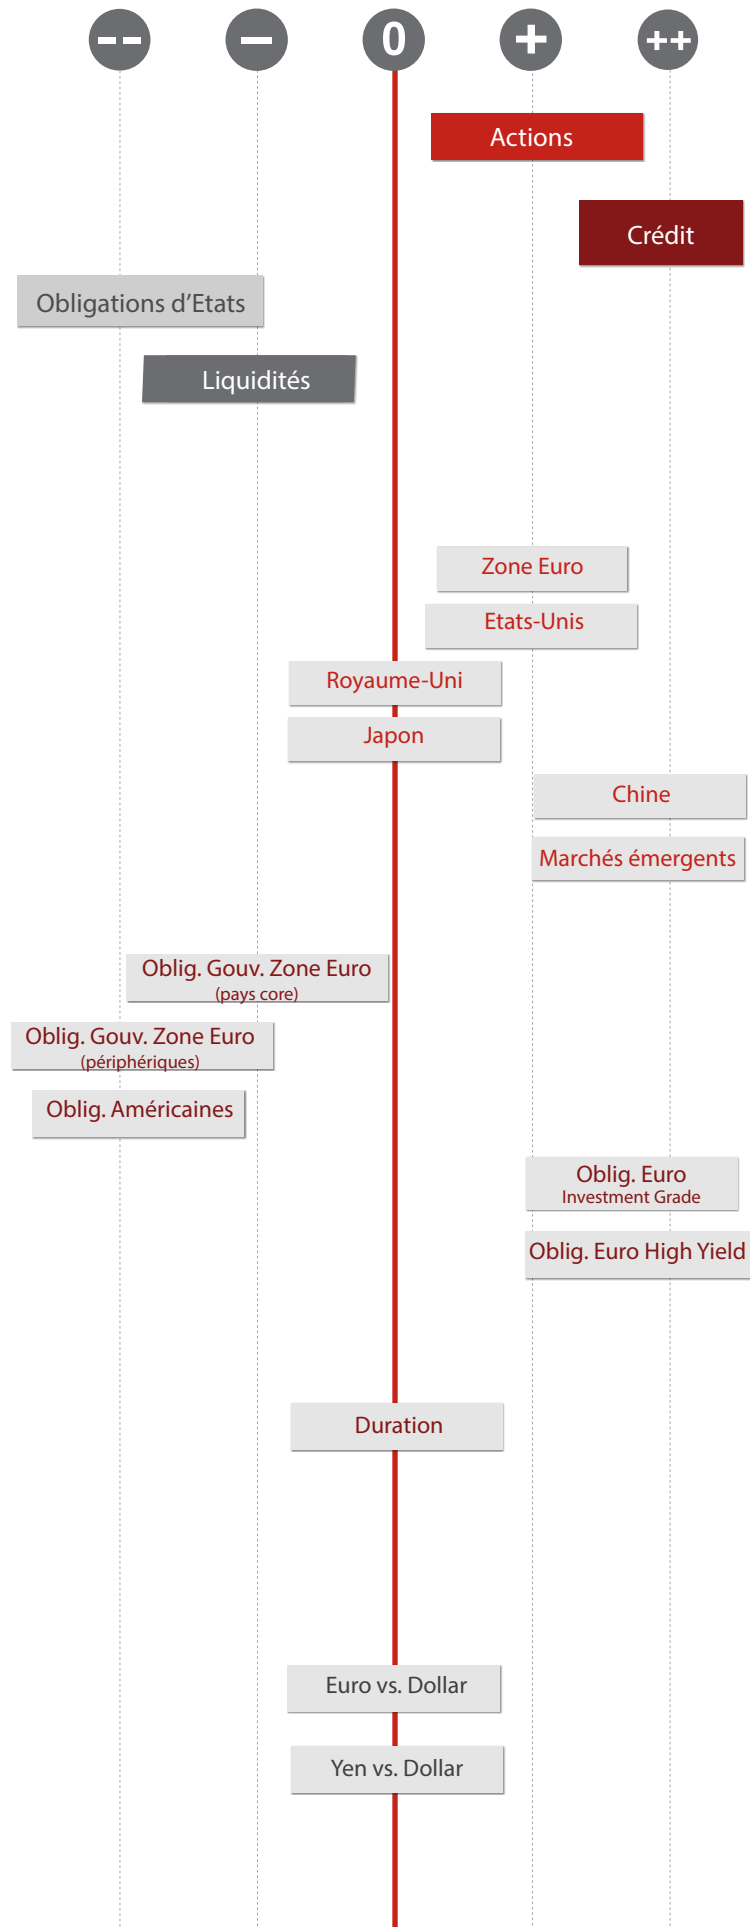 -- - 0 + ++
Actions
Crédit
Obligations d'Etats
Liquidités
Zone Euro
Etats-Unis
Royaume-Uni
Japon
Chine
Marchés émergents
Oblig. Gouv. Zone Euro
(pays core)
Oblig. Gouv. Zone Euro
(périphériques)
Oblig. Américaines
Oblig. Euro
Investment Grade
Oblig. Euro High Yield
Duration
Euro vs. Dollar
Yen vs. Dollar